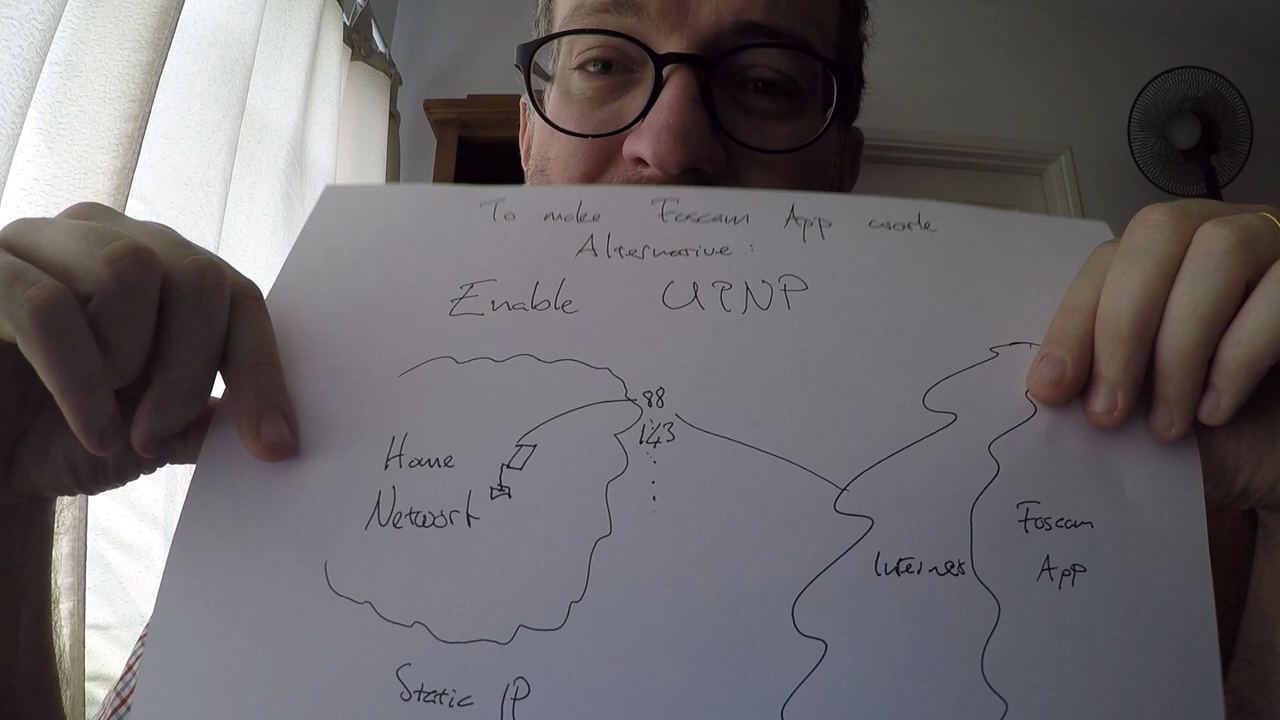 To make Foscam App work
Alternative:
Enable UPNP
88
143
Home
Network
Foscam
App
Internet
Static IP